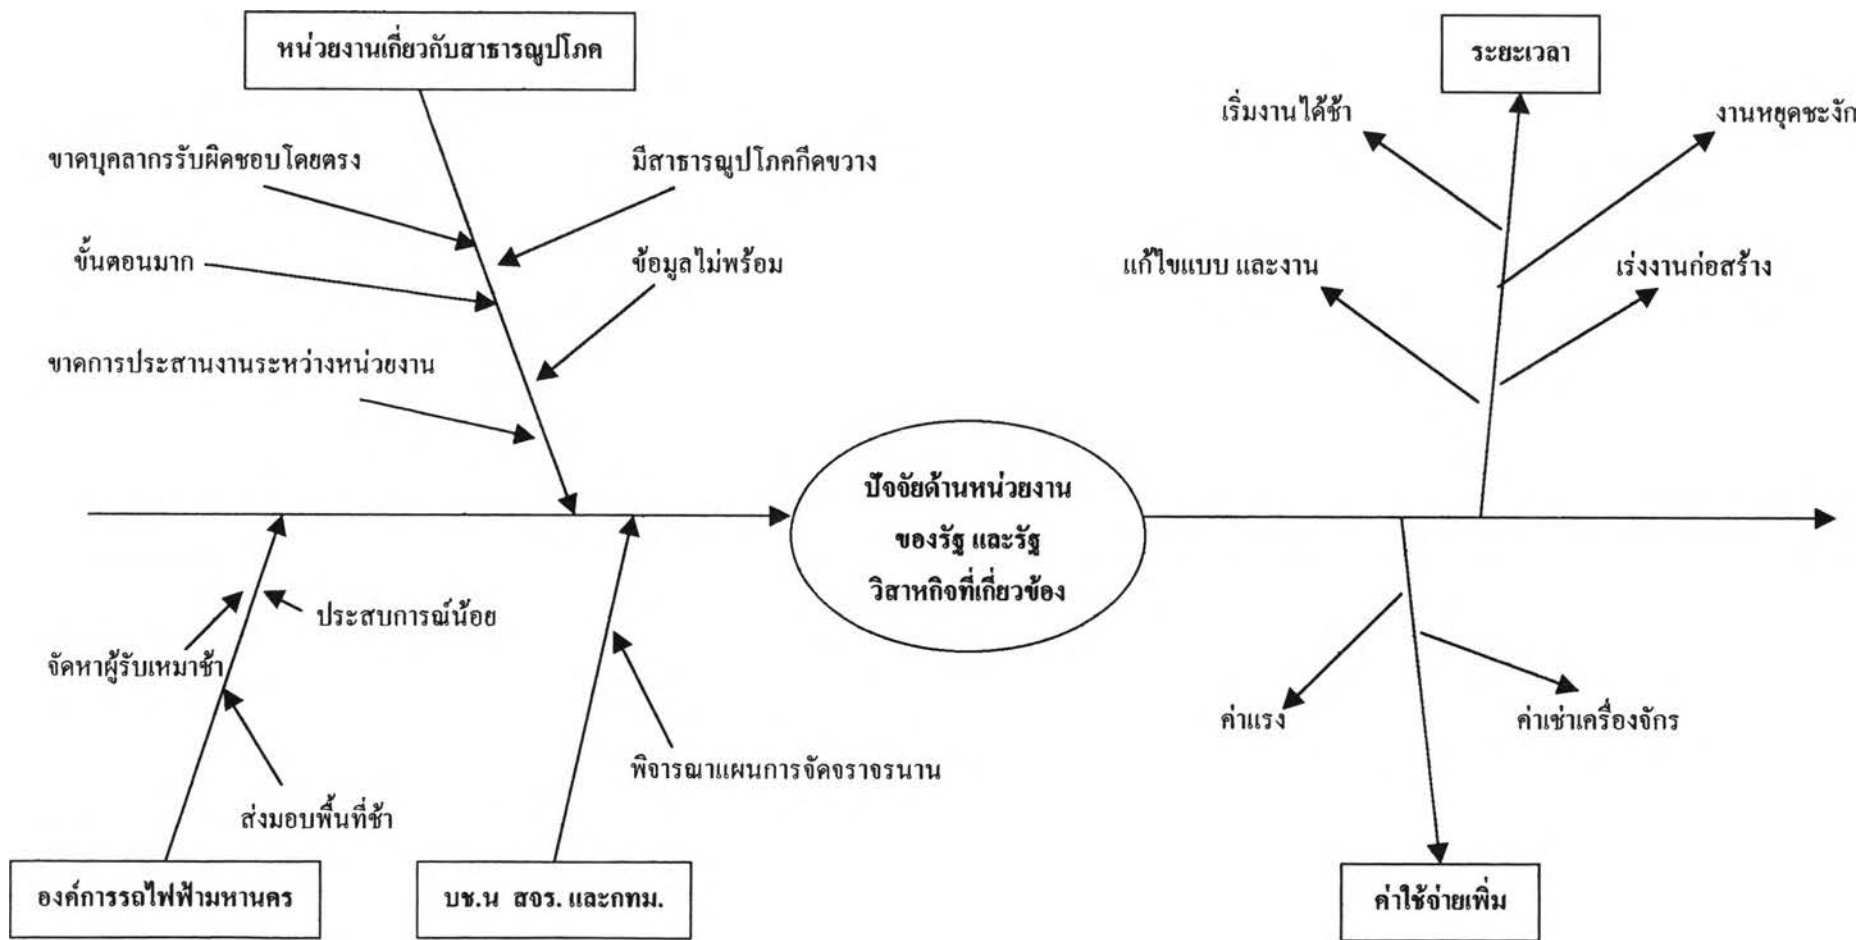 หน่วยงานเกี่ยวกับสาธารณูปโภค
ระยะเวลา
เริ่มงานได้ช้า
งานหยุดชะงัก
ขาดบุคลากรรับผิดชอบโดยตรง
มีสาธารณูปโภคกีดขวาง
ขั้นตอนมาก
ข้อมูลไม่พร้อม
แก้ไขแบบ และงาน
เร่งงานก่อสร้าง
ขาดการประสานงานระหว่างหน่วยงาน
ปัจจัยด้านหน่วยงาน
ของรัฐ และรัฐ
วิสาหกิจที่เกี่ยวข้อง
ประสบการณ์น้อย
จัดหาผู้รับเหมาช้า
ค่าแรง
ค่าเช่าเครื่องจักร
พิจารณาแผนการจัดจราจรนาน
ส่งมอบพื้นที่ช้า
องค์การรถไฟฟ้ามหานคร
บช.น สจร. และกทม.
ค่าใช้จ่ายเพิ่ม